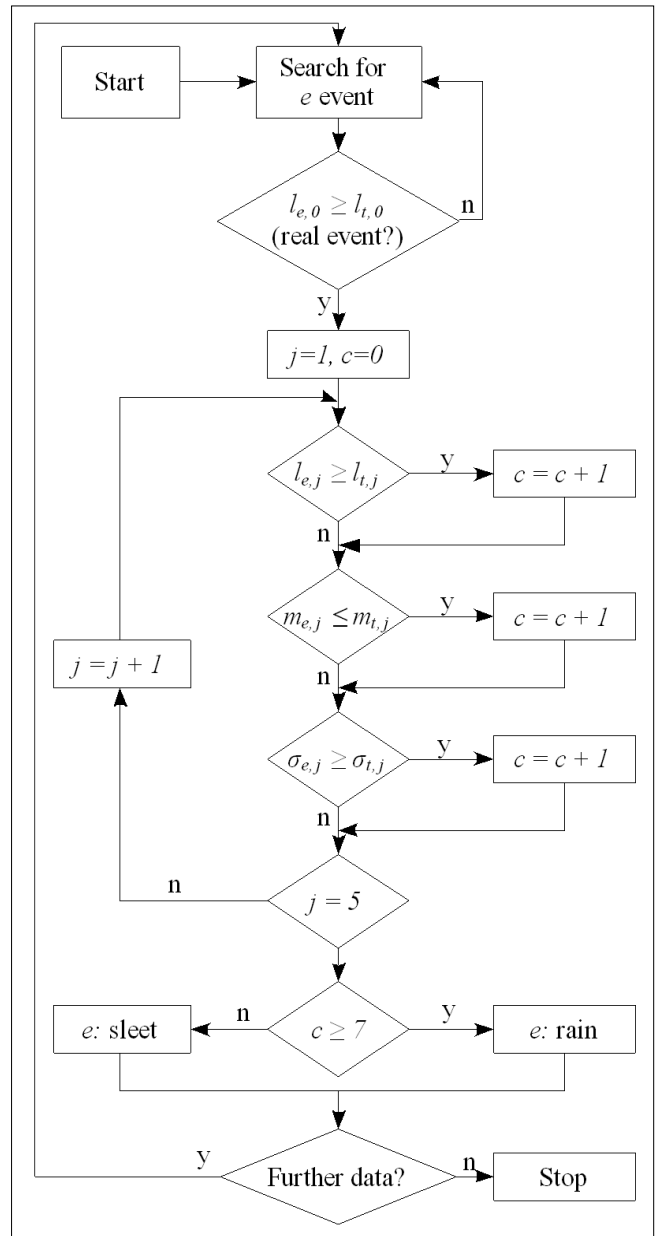 Start
Search for
e event
l_{e,0} ≥ l_{t,0}
(real event?)
n
y
j=1, c=0
l_{e,j} ≥ l_{t,j}
y
c = c + 1
n
m_{e,j} ≤ m_{t,j}
y
c = c + 1
j = j + 1
n
σ_{e,j} ≥ σ_{t,j}
y
c = c + 1
n
n
j = 5
e: sleet
n
c ≥ 7
y
e: rain
y
Further data?
n
Stop